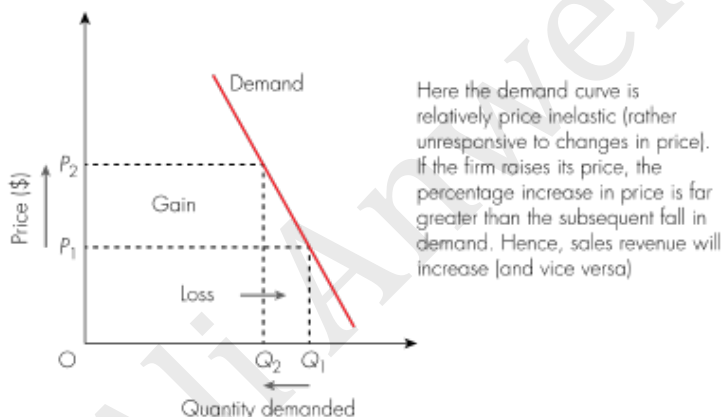 Demand
Here the demand curve is
relatively price inelastic (rather
unresponsive to changes in price).
If the firm raises its price, the
percentage increase in price is far
greater than the subsequent fall in
demand. Hence, sales revenue will
increase (and vice versa)
Price ($)
P2
Gain
P1
Loss
O
Q2 Q1
Quantity demanded
Ali Anwe